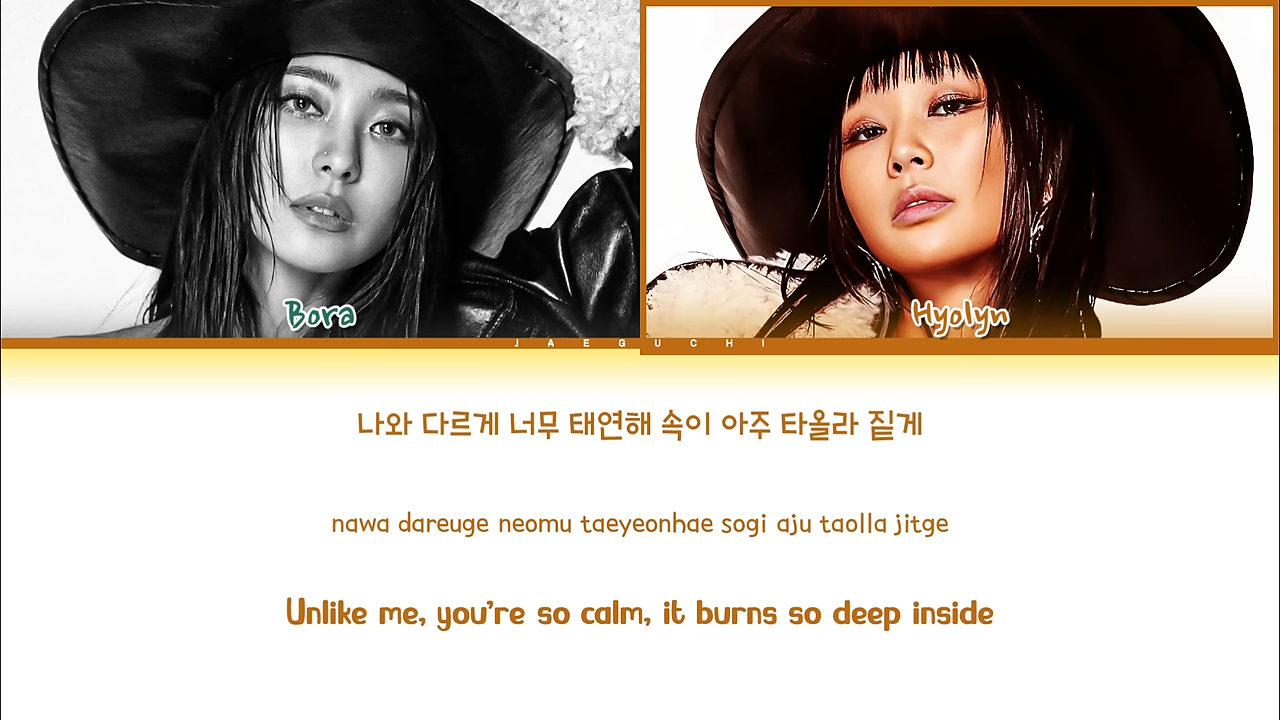 Bora
Hyolyn
JAEGUCHI
나와 다르게 너무 태연해 속이 아주 타올라 짙게
nawa dareuge neomu taeyeonhae sogi aju taolla jitge
Unlike me, you're so calm, it burns so deep inside